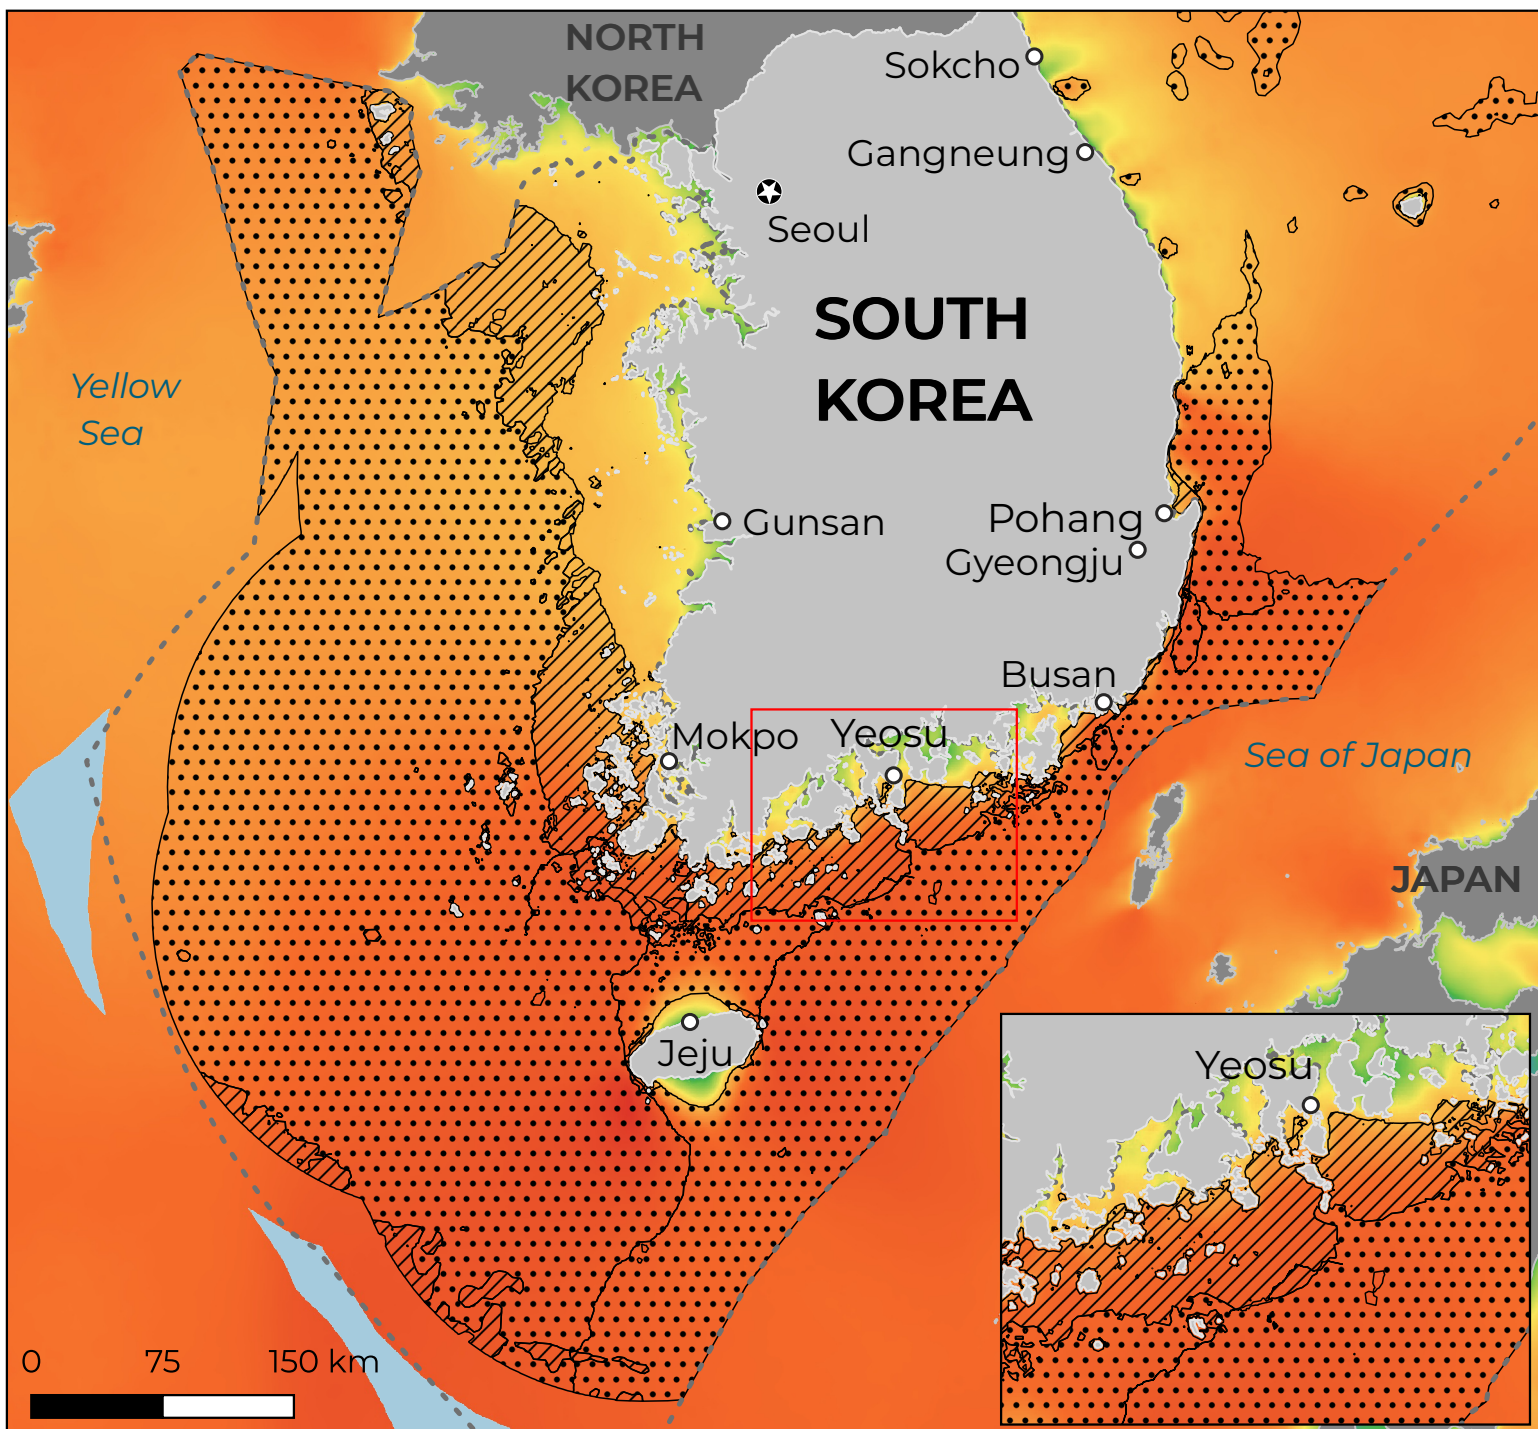 NORTH
KOREA
Sokcho
Gangneung
Seoul
SOUTH
KOREA
Yellow
Sea
Gunsan
Pohang
Gyeongju
Busan
Mokpo
Yeosu
Sea of Japan
JAPAN
Jeju
Yeosu
0 75 150 km